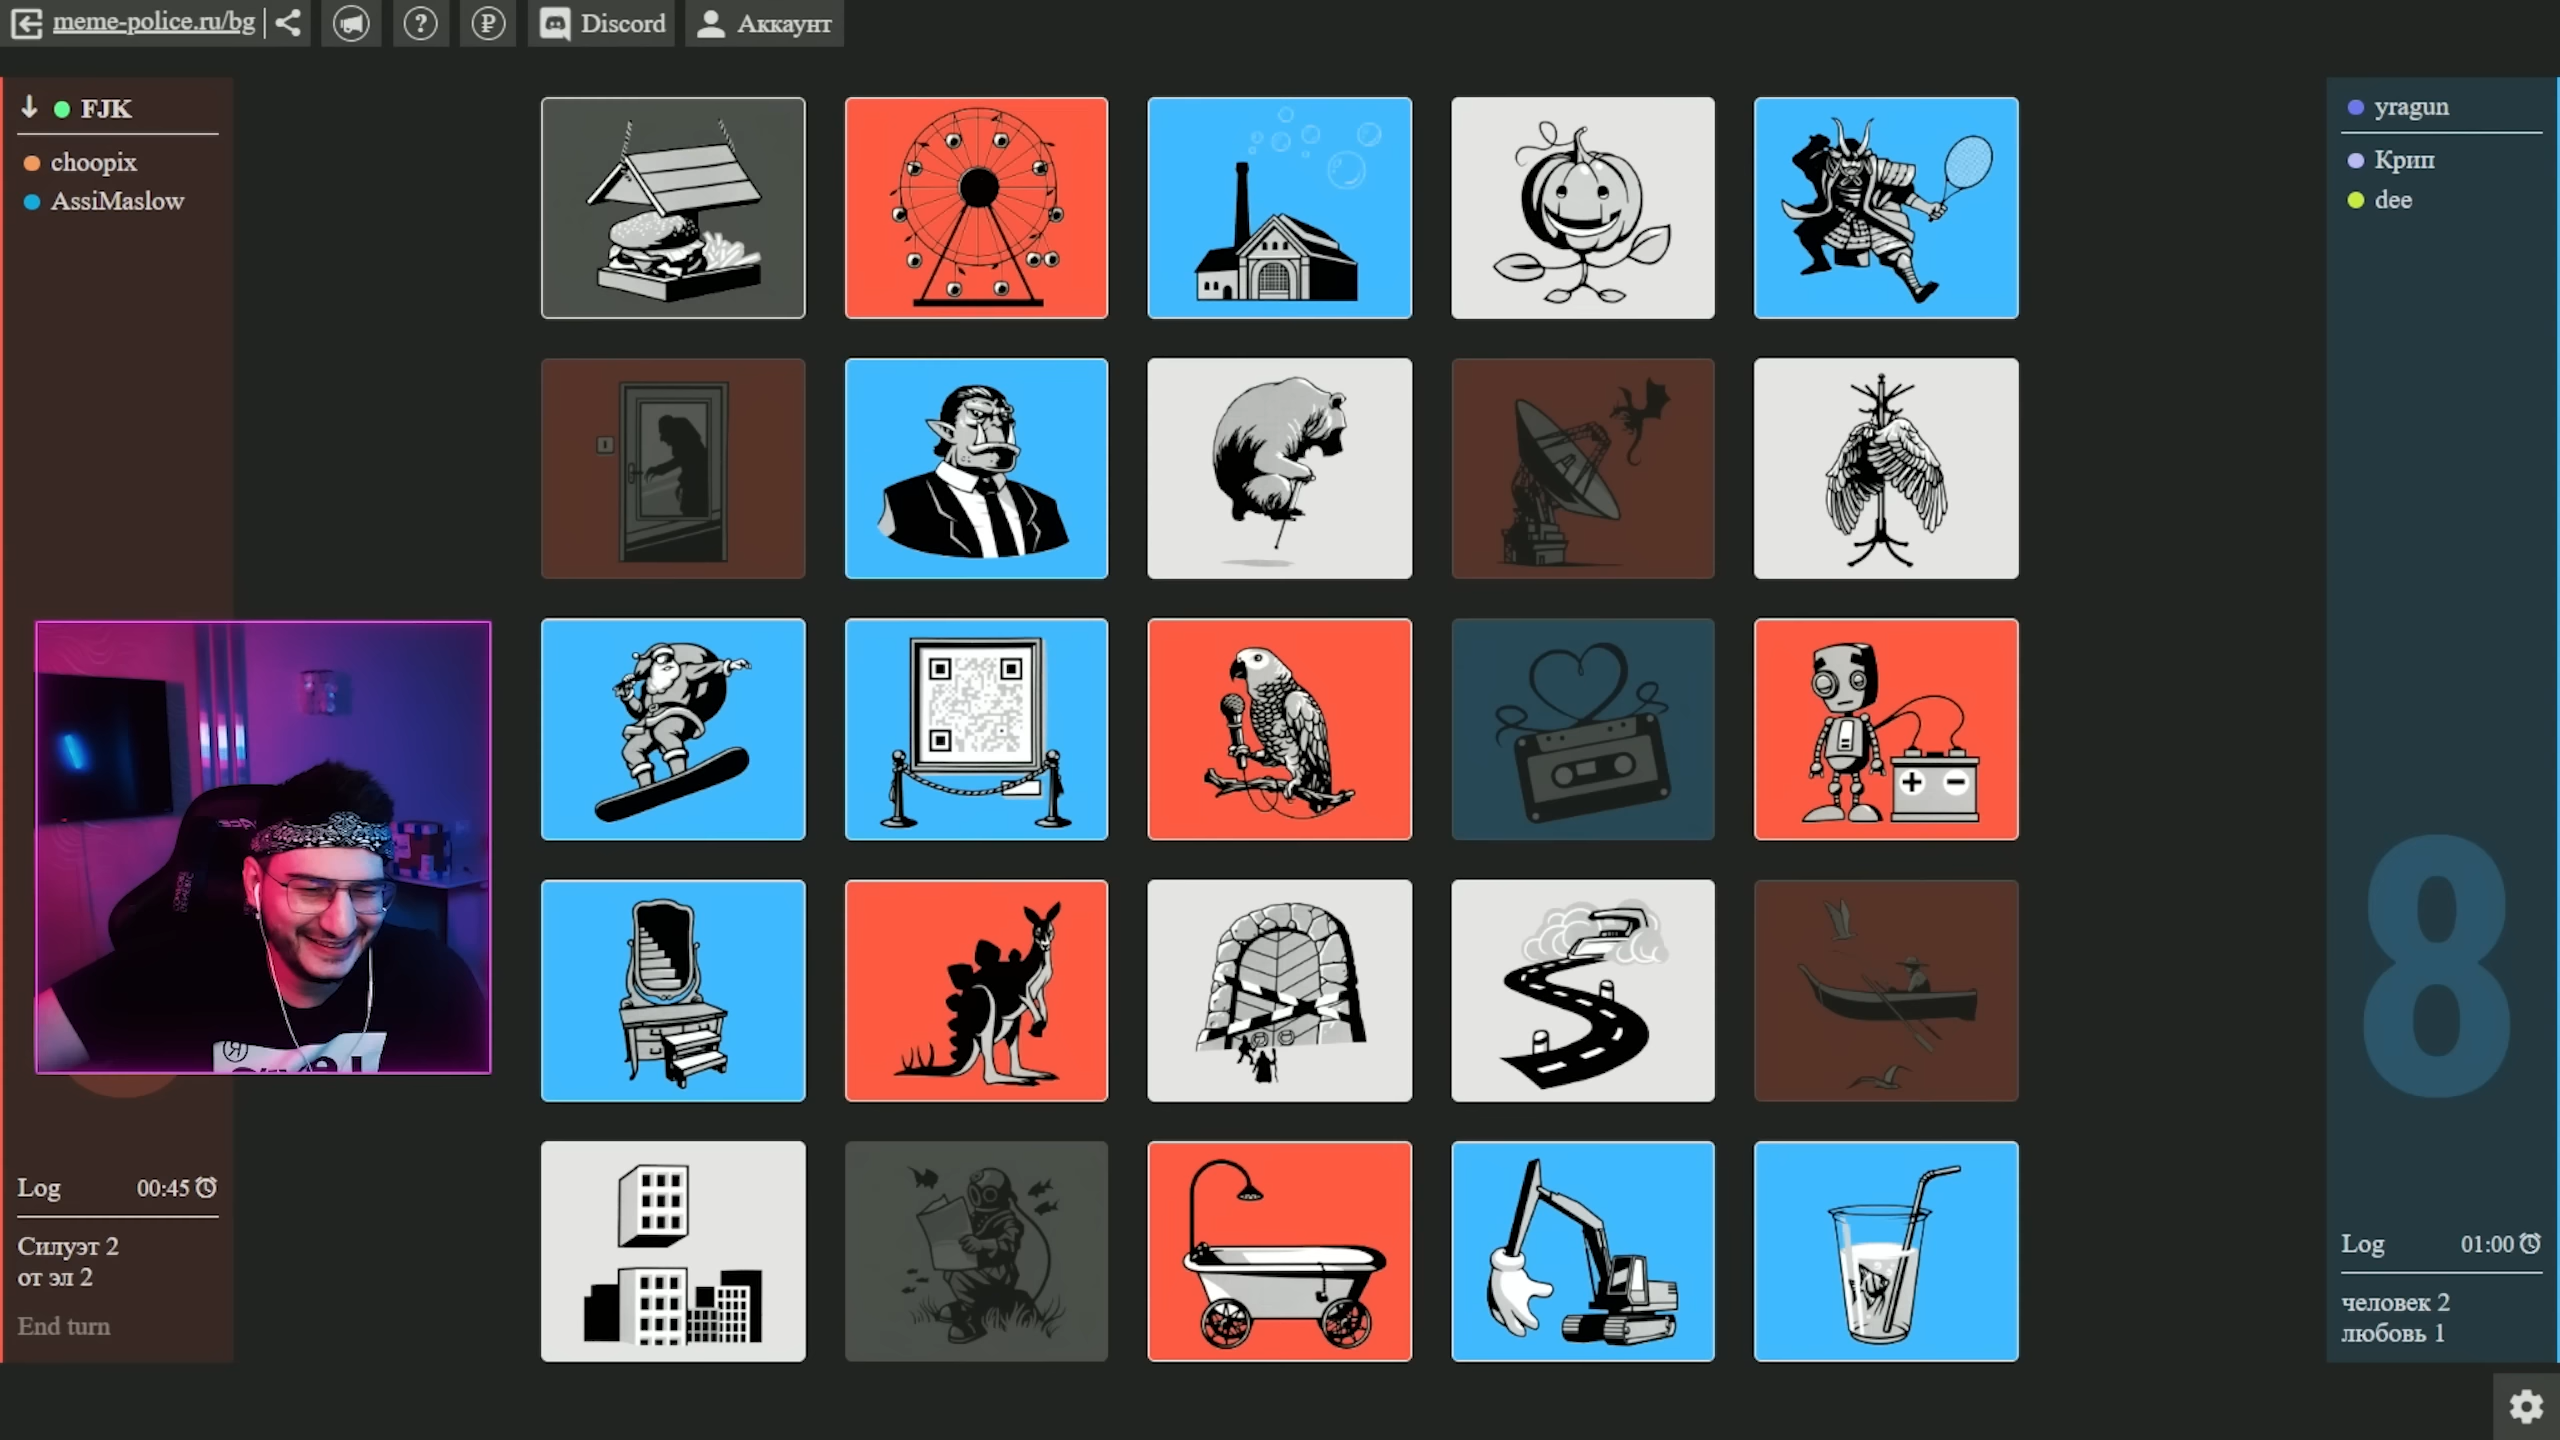 meme-police.ru/bg
?
₽
Discord
Аккаунт
FJK
choopix
AssiMaslow
yragun
Крип
dee
+ −
8
Log 00:45
Силуэт 2
от эл 2
End turn
Log 01:00
человек 2
любовь 1